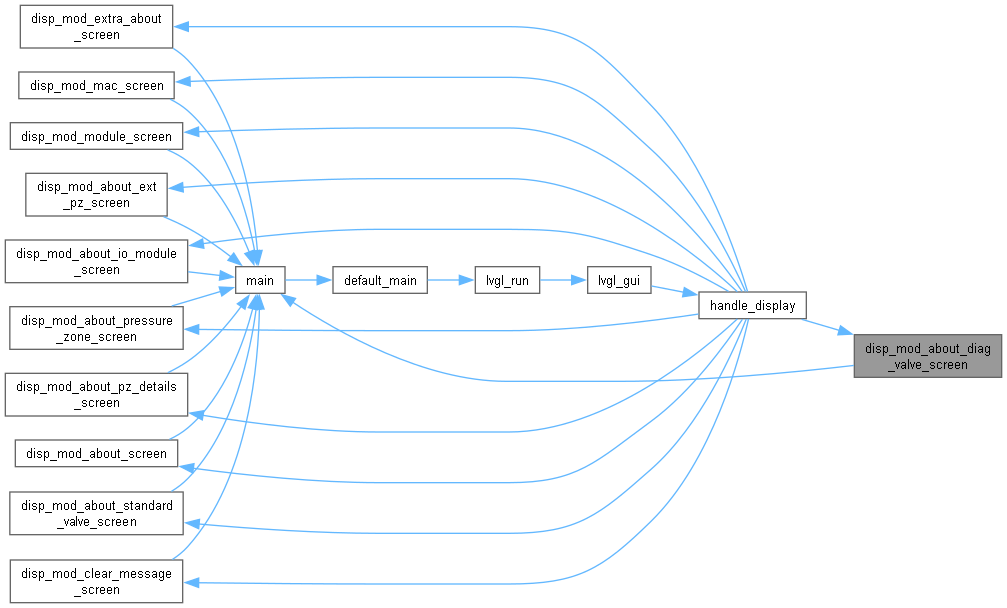 disp_mod_extra_about
_screen
disp_mod_mac_screen
disp_mod_module_screen
disp_mod_about_ext
_pz_screen
disp_mod_about_io_module
_screen
main
default_main
lvgl_run
lvgl_gui
handle_display
disp_mod_about_diag
_valve_screen
disp_mod_about_pressure
_zone_screen
disp_mod_about_pz_details
_screen
disp_mod_about_screen
disp_mod_about_standard
_valve_screen
disp_mod_clear_message
_screen